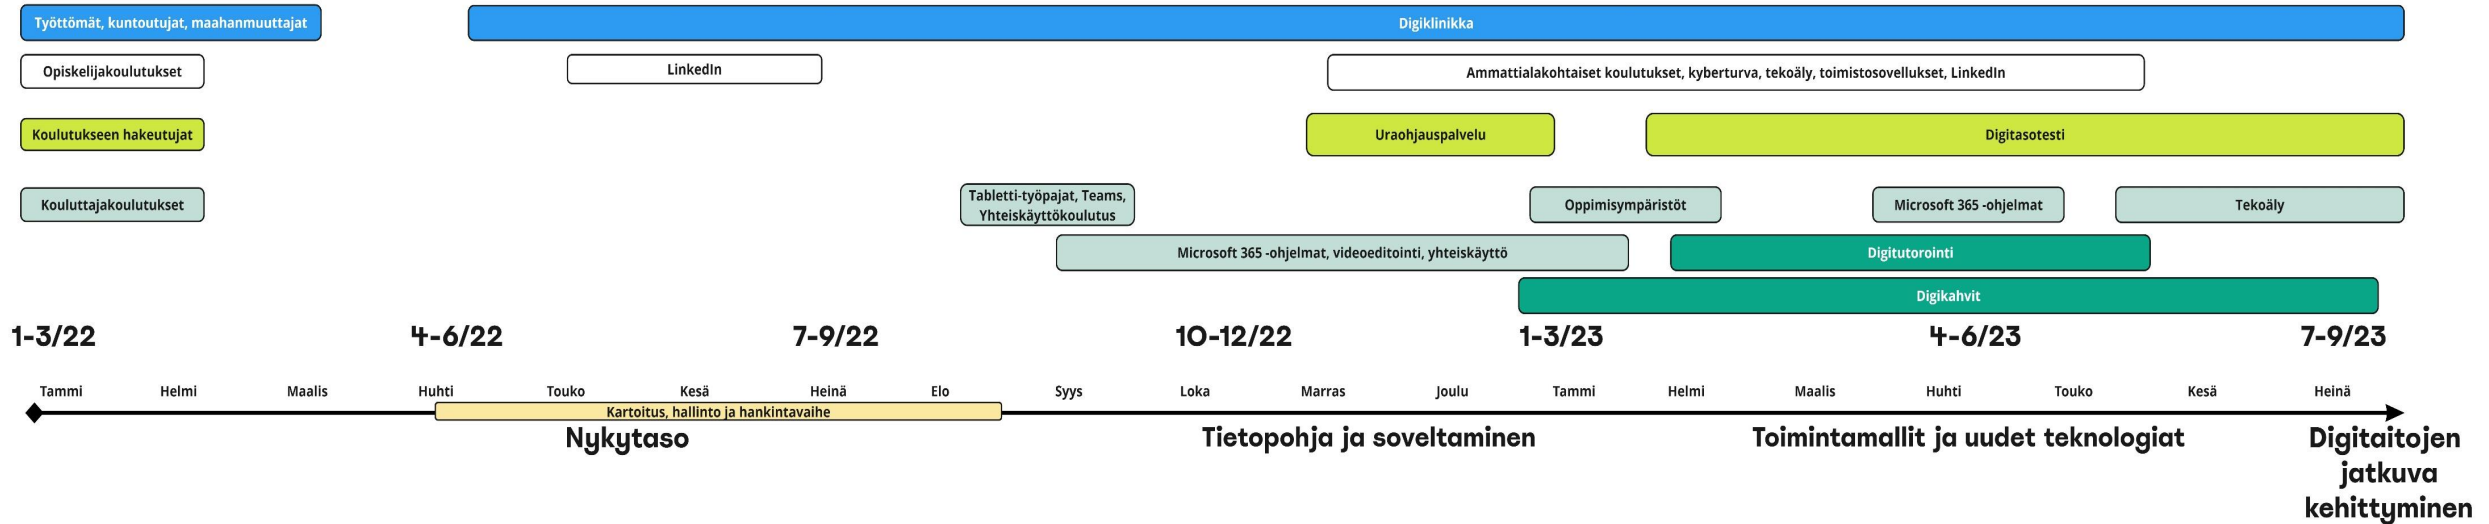 Työttömät, kuntoutujat, maahanmuuttajat
Digiklinikka
Opiskelijakoulutukset
LinkedIn
Ammattialakohtaiset koulutukset, kyberturva, tekoäly, toimistosovellukset, LinkedIn
Koulutukseen hakeutujat
Uraohjauspalvelu
Digitasotesti
Kouluttajakoulutukset
Tabletti-työpajat, Teams,
Yhteiskäyttökoulutus
Oppimisympäristöt
Microsoft 365 -ohjelmat
Tekoäly
Microsoft 365 -ohjelmat, videoeditointi, yhteiskäyttö
Digitutorointi
Digikahvit
1-3/22
4-6/22
7-9/22
10-12/22
1-3/23
4-6/23
7-9/23
Tammi
Helmi
Maalis
Huhti
Touko
Kesä
Heinä
Elo
Syys
Loka
Marras
Joulu
Tammi
Helmi
Maalis
Huhti
Touko
Kesä
Heinä
Kartoitus, hallinto ja hankintavaihe
Nykytaso
Tietopohja ja soveltaminen
Toimintamallit ja uudet teknologiat
Digitaitojen
jatkuva
kehittyminen